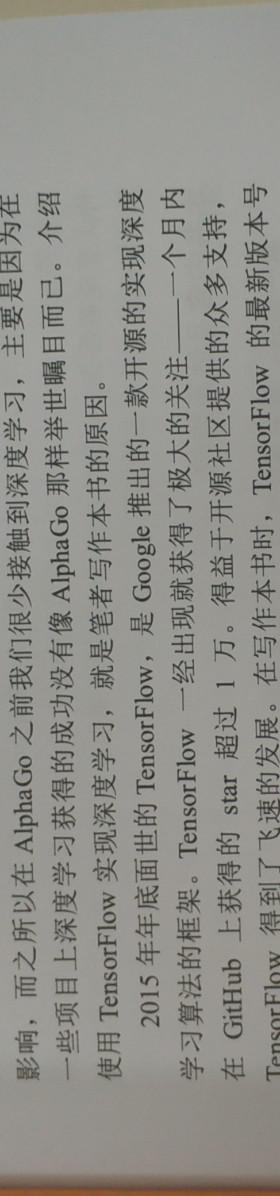 影响，而之所以在 AlphaGo 之前我们很少接触到深度学习，主要是因为在
一些项目上深度学习获得的成功没有像 AlphaGo 那样举世瞩目而已。介绍
使用 TensorFlow 实现深度学习，就是笔者写作本书的原因。
2015 年年底面世的 TensorFlow，是 Google 推出的一款开源的实现深度
学习算法的框架。TensorFlow 一经出现就获得了极大的关注——一个月内
在 GitHub 上获得的 star 超过 1 万。得益于开源社区提供的众多支持，
TensorFlow 得到了飞速的发展。在写作本书时，TensorFlow 的最新版本号